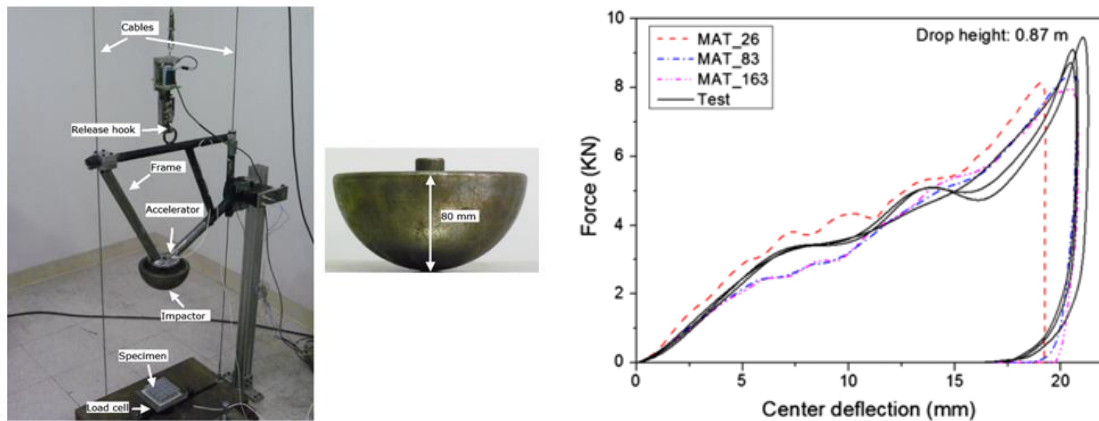 Cables
Release hook
Frame
Accelerator
Impactor
Specimen
Load cell
80 mm
MAT_26
MAT_83
MAT_163
Test
Drop height: 0.87 m
Force (KN)
10
8
6
4
2
0
0 5 10 15 20
Center deflection (mm)